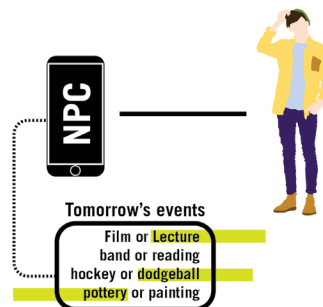 NPC
Tomorrow's events
Film or Lecture
band or reading
hockey or dodgeball
pottery or painting